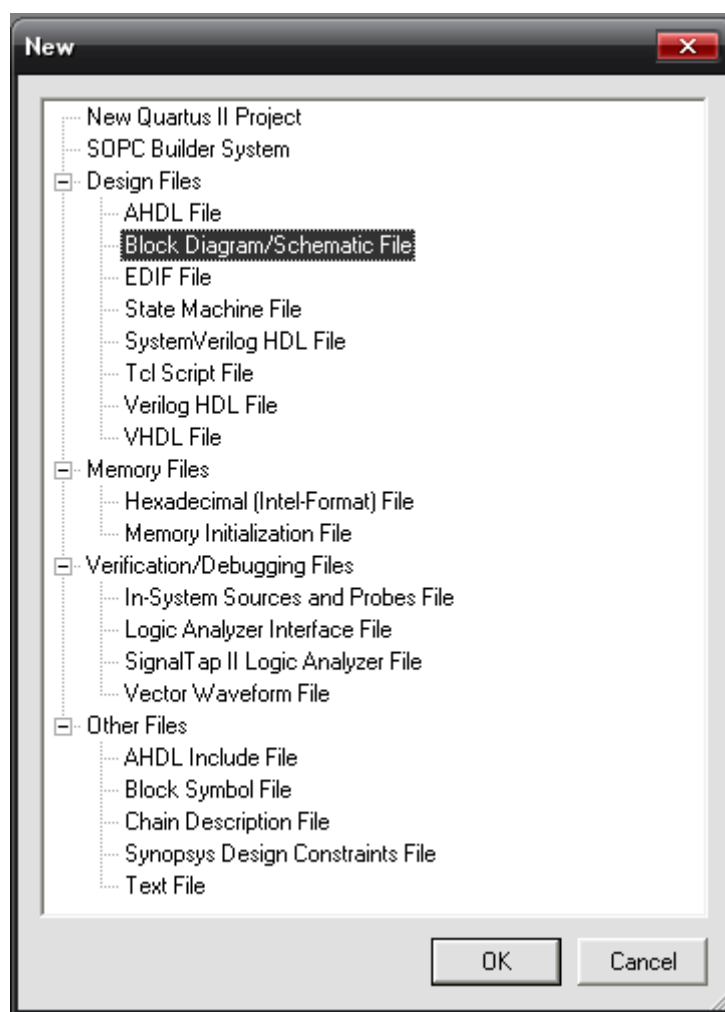 New
New Quartus II Project
SOPC Builder System
Design Files
AHDL File
Block Diagram/Schematic File
EDIF File
State Machine File
SystemVerilog HDL File
Tcl Script File
Verilog HDL File
VHDL File
Memory Files
Hexadecimal (Intel-Format) File
Memory Initialization File
Verification/Debugging Files
In-System Sources and Probes File
Logic Analyzer Interface File
SignalTap II Logic Analyzer File
Vector Waveform File
Other Files
AHDL Include File
Block Symbol File
Chain Description File
Synopsys Design Constraints File
Text File
OK Cancel